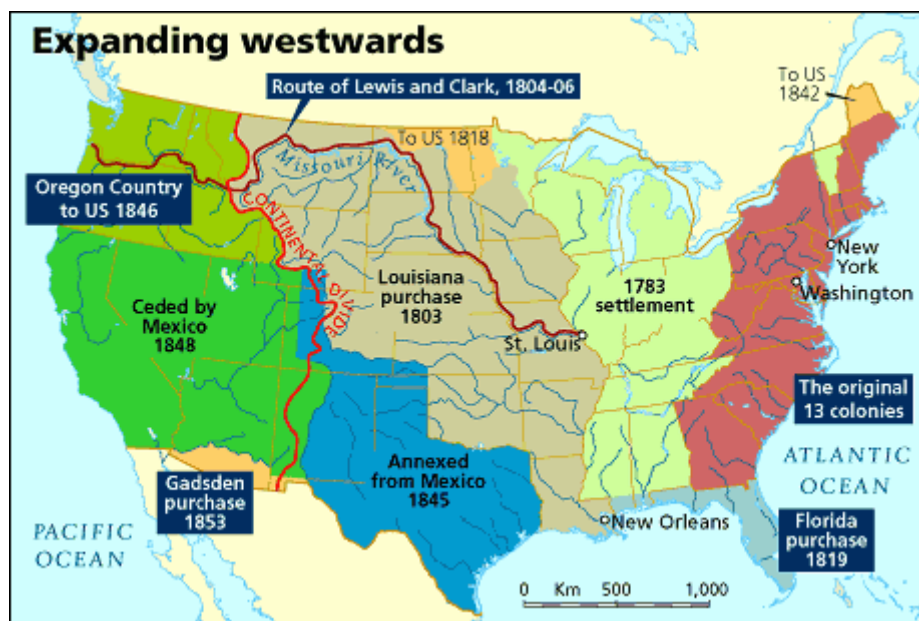 Expanding westwards
Route of Lewis and Clark, 1804-06
To US
1842
To US 1818
Missouri River
Oregon Country
to US 1846
CONTINENTAL DIVIDE
New
York
Washington
Louisiana
purchase
1803
1783
settlement
Ceded by
Mexico
1848
St. Louis
The original
13 colonies
Annexed
from Mexico
1845
ATLANTIC
OCEAN
Gadsden
purchase
1853
New Orleans
PACIFIC
OCEAN
Florida
purchase
1819
0 Km 500 1,000